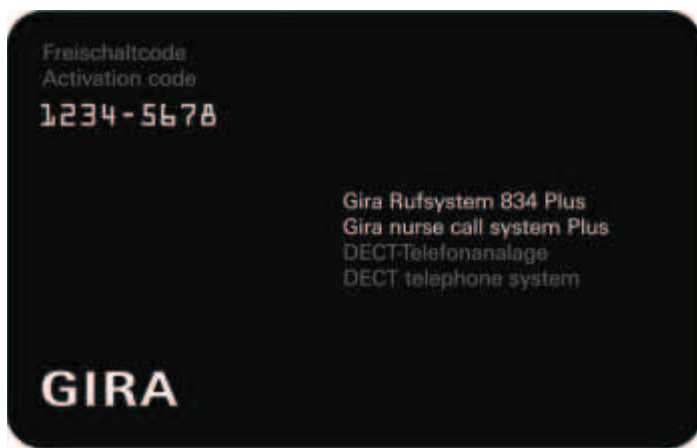 Freischaltcode
Activation code
1234-5678
Gira Rufsystem 834 Plus
Gira nurse call system Plus
DECT-Telefonanalage
DECT telephone system
GIRA